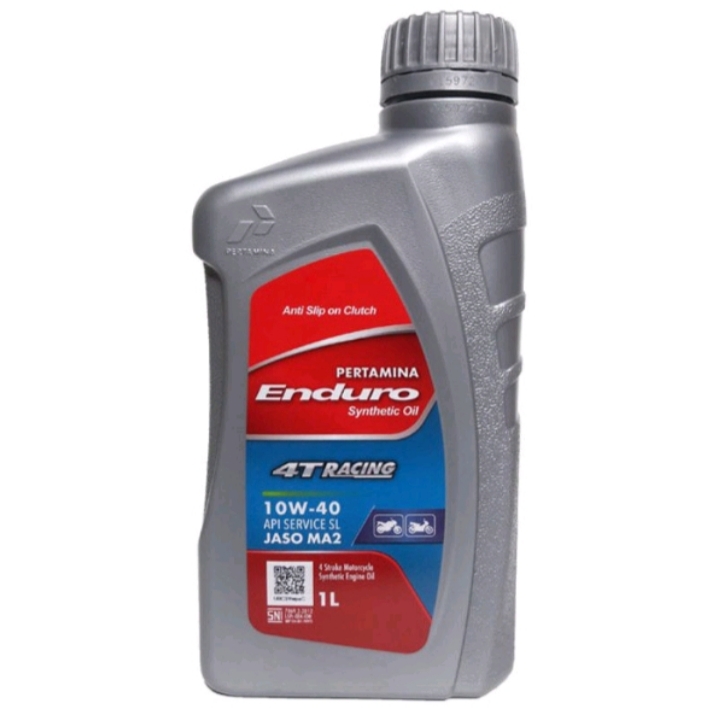 5972
PERTAMINA
Anti Slip on Clutch
PERTAMINA
Enduro
Synthetic Oil
4T RACING
10W-40
API SERVICE SL
JASO MA2
4 Stroke Motorcycle
Synthetic Engine Oil
1L
SNI